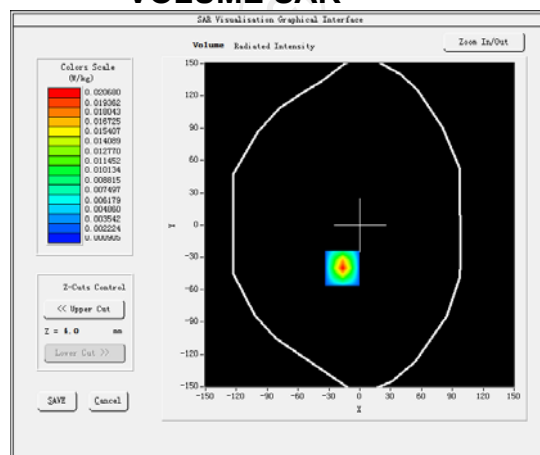 VOLUME SAR
SAR Visualisation Graphical Interface
Volume Radiated Intensity
Zoom In/Out
Colors Scale
(W/kg)
0.020680
0.019362
0.018043
0.016725
0.015407
0.014089
0.012770
0.011452
0.010134
0.008815
0.007497
0.006179
0.004860
0.003542
0.002224
0.000905
150
120
90
60
30
0
-30
-60
-90
-120
-150
Y
-150 -120 -90 -60 -30 0 30 60 90 120 150
X
Z-Cuts Control
<< Upper Cut
Z = 4.0 mm
Lower Cut >>
SAVE
Cancel